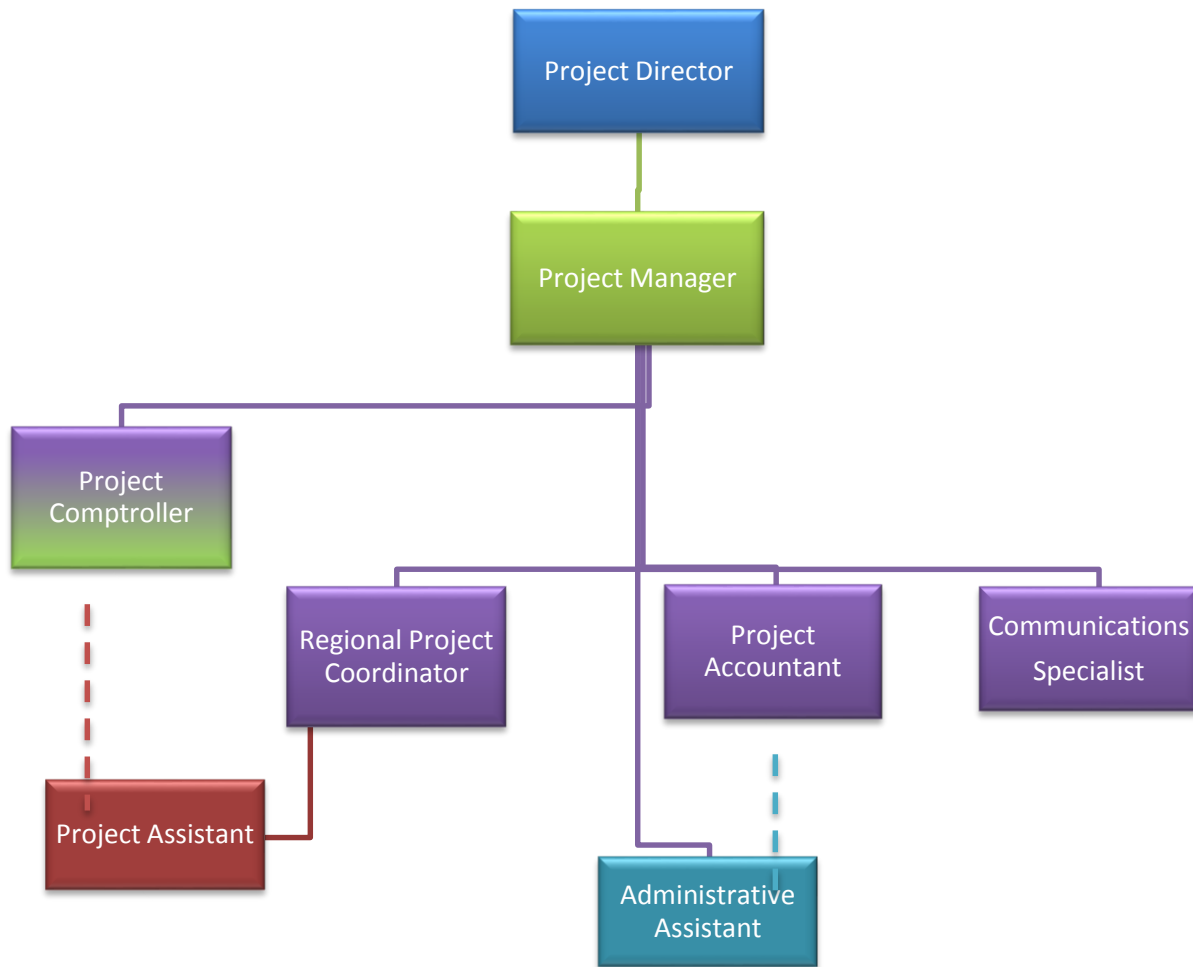 Project Director
Project Manager
Project
Comptroller
Regional Project
Coordinator
Project
Accountant
Communications
Specialist
Project Assistant
Administrative
Assistant